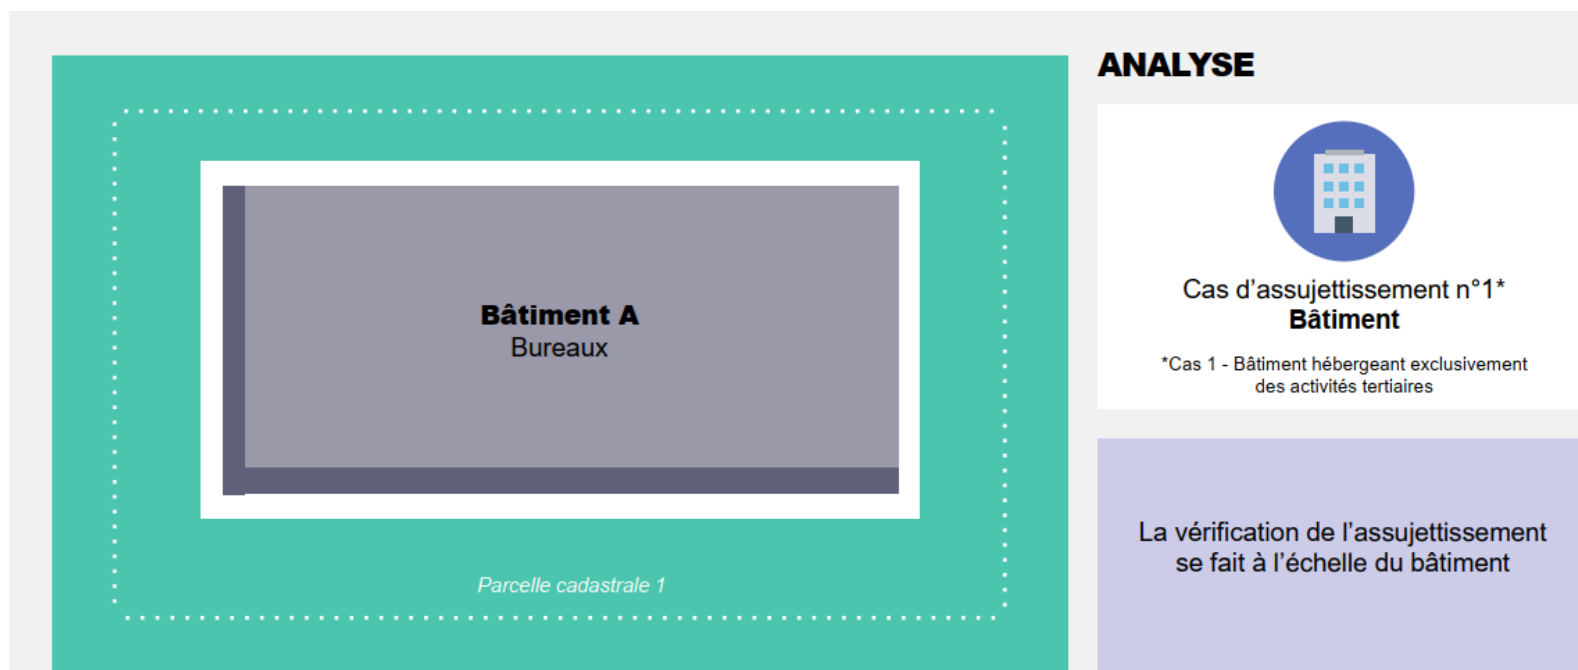 Bâtiment A
Bureaux
Parcelle cadastrale 1
ANALYSE
Cas d’assujettissement n°1*
Bâtiment
*Cas 1 - Bâtiment hébergeant exclusivement
des activités tertiaires
La vérification de l’assujettissement
se fait à l’échelle du bâtiment